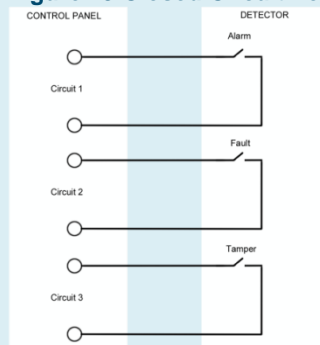 CONTROL PANEL
DETECTOR
Alarm
Circuit 1
Fault
Circuit 2
Tamper
Circuit 3